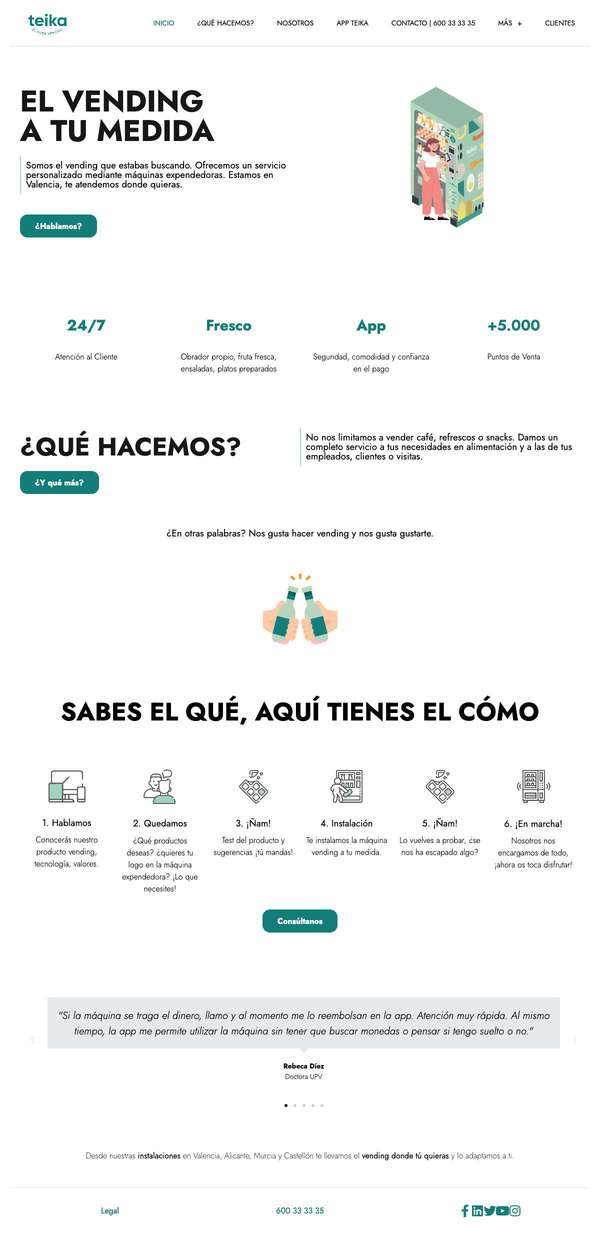 teika
INICIO
¿QUÉ HACEMOS?
NOSOTROS
APP TEIKA
CONTACTO | 600 33 33 35
MÁS +
CLIENTES
EL VENDING
A TU MEDIDA
Somos el vending que estabas buscando. Ofrecemos un servicio
personalizado mediante máquinas expendedoras. Estamos en
Valencia, te atendemos donde quieras.
¿Hablamos?
24/7
Atención al Cliente
Fresco
Obrador propio, fruta fresca,
ensaladas, platos preparados
App
Seguridad, comodidad y confianza
en el pago
+5.000
Puntos de Venta
¿QUÉ HACEMOS?
No nos limitamos a vender café, refrescos o snacks. Damos un
completo servicio a tus necesidades en alimentación y a las de tus
empleados, clientes o visitas.
¿Y qué más?
¿En otras palabras? Nos gusta hacer vending y nos gusta gustarte.
SABES EL QUÉ, AQUÍ TIENES EL CÓMO
1. Hablamos
Conocerás nuestro
producto vending,
tecnología, valores.
2. Quedamos
¿Qué productos
deseas? ¿quieres tu
logo en la máquina
expendedora? ¡Lo que
necesites!
3. ¡Ñam!
Test del producto y
sugerencias ¡tú mandas!
4. Instalación
Te instalamos la máquina
vending a tu medida.
5. ¡Ñam!
Lo vuelves a probar, ¿se
nos ha escapado algo?
6. ¡En marcha!
Nosotros nos
encargamos de todo,
¡ahora os toca disfrutar!
Consúltanos
"Si la máquina se traga el dinero, llamo y al momento me lo reembolsan en la app. Atención muy rápida. Al mismo
tiempo, la app me permite utilizar la máquina sin tener que buscar monedas o pensar si tengo suelto o no."
Rebeca Díez
Doctora UPV
Desde nuestras instalaciones en Valencia, Alicante, Murcia y Castellón te llevamos el vending donde tú quieras y lo adaptamos a ti.
Legal
600 33 33 35